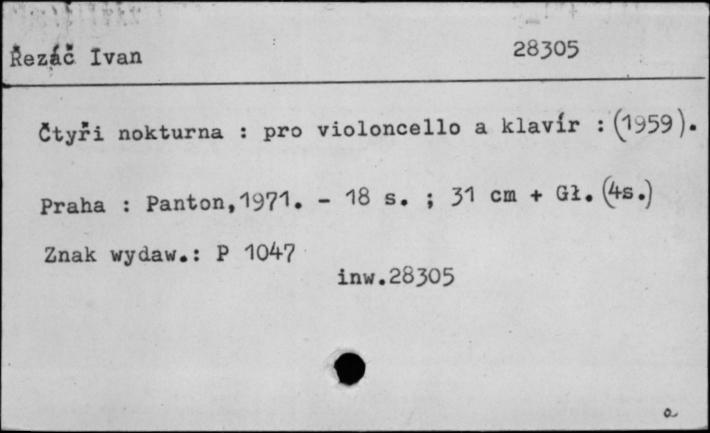 Řezáč Ivan 28305
Čtyři nokturna : pro violoncello a klavír : (1959).
Praha : Panton,1971. - 18 s. ; 31 cm + Gł. (4s.)
Znak wydaw.: P 1047
inw.28305
a